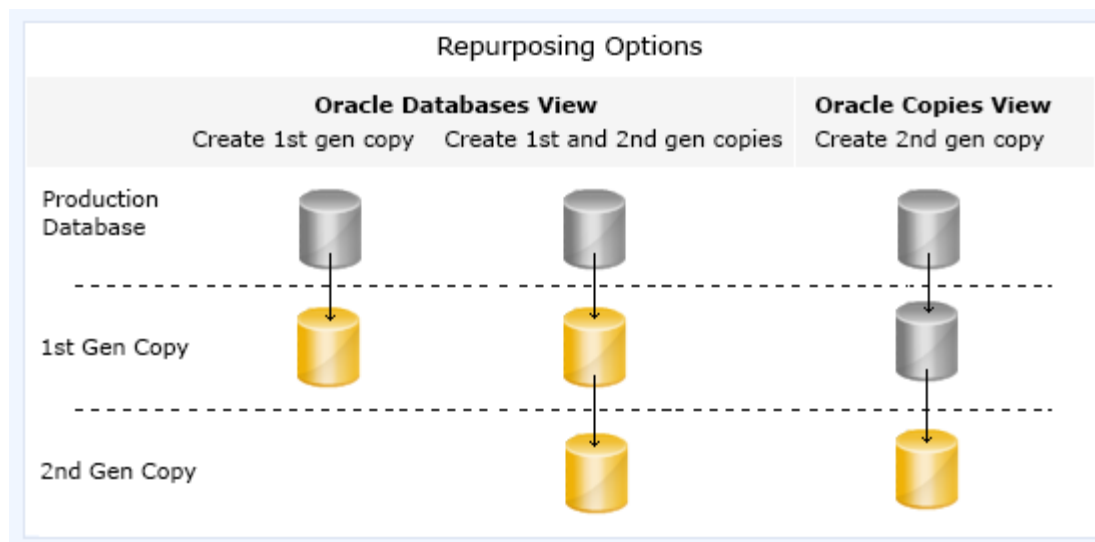 Repurposing Options
Oracle Databases View
Oracle Copies View
Create 1st gen copy
Create 1st and 2nd gen copies
Create 2nd gen copy
Production
Database
1st Gen Copy
2nd Gen Copy